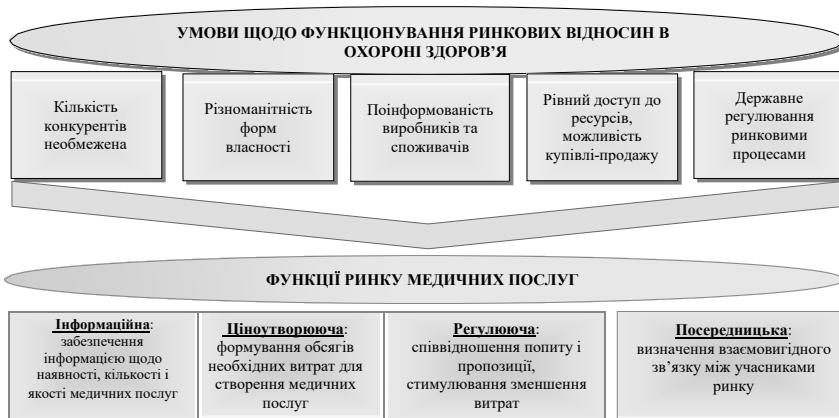 УМОВИ ЩОДО ФУНКЦІОНУВАННЯ РИНКОВИХ ВІДНОСИН В
ОХОРОНІ ЗДОРОВ'Я
Кількість
конкурентів
необмежена
Різноманітність
форм
власності
Поінформованість
виробників та
споживачів
Рівний доступ до
ресурсів,
можливість
купівлі-продажу
Державне
регулювання
ринковими
процесами
ФУНКЦІЇ РИНКУ МЕДИЧНИХ ПОСЛУГ
Інформаційна:
забезпечення
інформацією щодо
наявності, кількості і
якості медичних послуг
Ціноутворююча:
формування обсягів
необхідних витрат для
створення медичних
послуг
Регулююча:
співвідношення попиту і
пропозиції,
стимулювання зменшення
витрат
Посередницька:
визначення взаємовигідного
зв'язку між учасниками
ринку